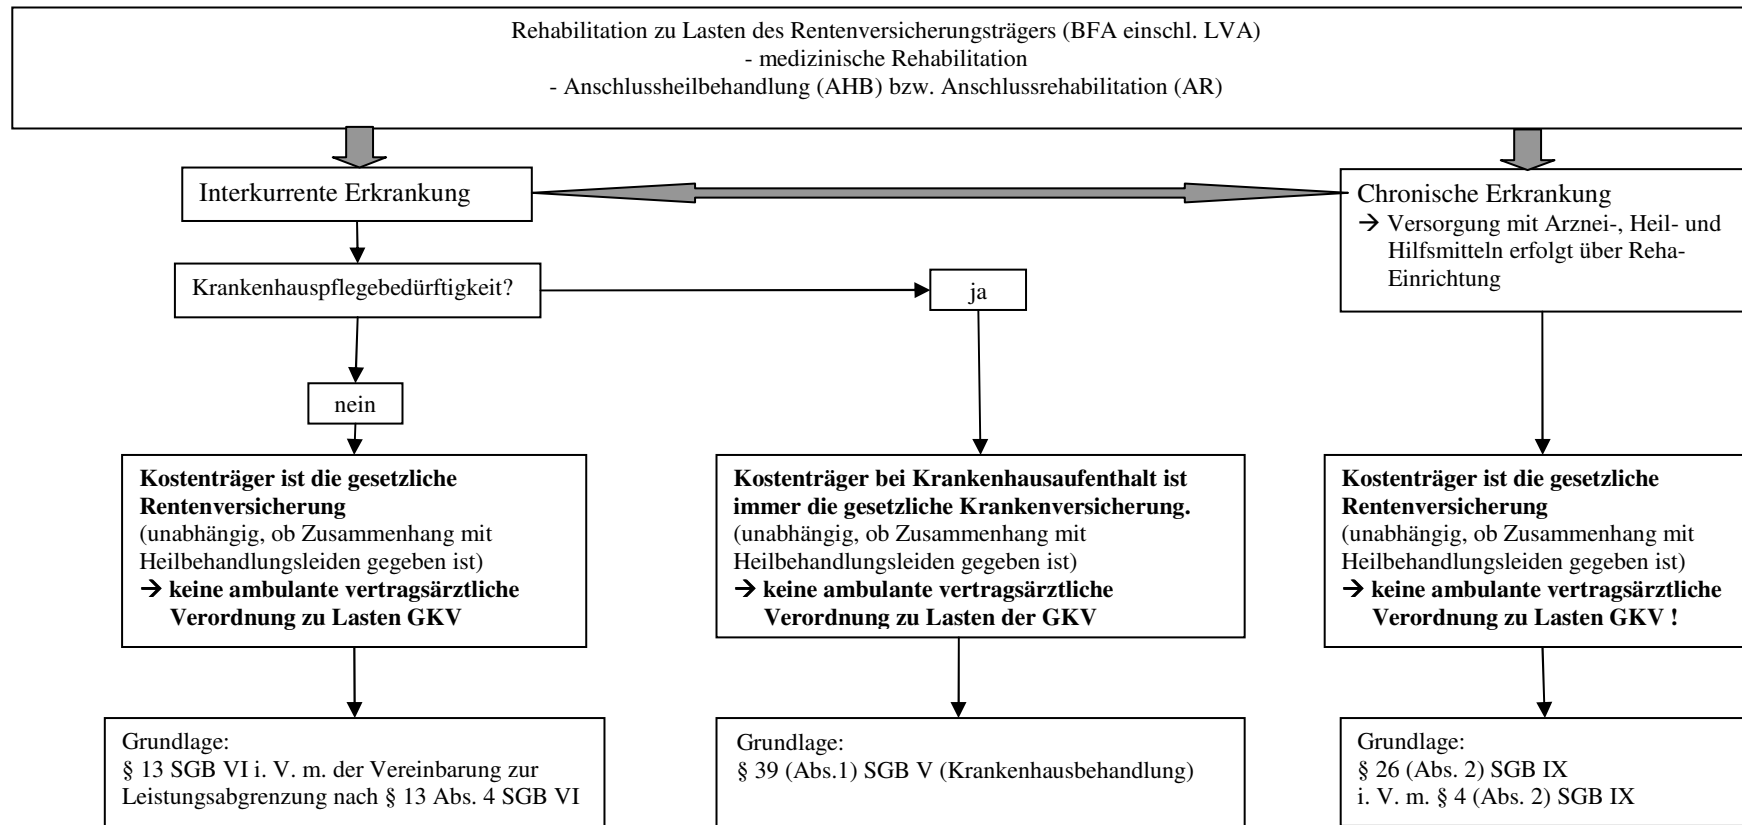 Rehabilitation zu Lasten des Rentenversicherungsträgers (BFA einschl. LVA)
- medizinische Rehabilitation
- Anschlussheilbehandlung (AHB) bzw. Anschlussrehabilitation (AR)
Interkurrente Erkrankung
Chronische Erkrankung
→ Versorgung mit Arznei-, Heil- und
Hilfsmitteln erfolgt über Reha-
Einrichtung
Krankenhauspflegebedürftigkeit?
ja
nein
Kostenträger ist die gesetzliche
Rentenversicherung
(unabhängig, ob Zusammenhang mit
Heilbehandlungsleiden gegeben ist)
→ keine ambulante vertragsärztliche
Verordnung zu Lasten GKV
Kostenträger bei Krankenhausaufenthalt ist
immer die gesetzliche Krankenversicherung.
(unabhängig, ob Zusammenhang mit
Heilbehandlungsleiden gegeben ist)
→ keine ambulante vertragsärztliche
Verordnung zu Lasten der GKV
Kostenträger ist die gesetzliche
Rentenversicherung
(unabhängig, ob Zusammenhang mit
Heilbehandlungsleiden gegeben ist)
→ keine ambulante vertragsärztliche
Verordnung zu Lasten GKV !
Grundlage:
§ 13 SGB VI i. V. m. der Vereinbarung zur
Leistungsabgrenzung nach § 13 Abs. 4 SGB VI
Grundlage:
§ 39 (Abs.1) SGB V (Krankenhausbehandlung)
Grundlage:
§ 26 (Abs. 2) SGB IX
i. V. m. § 4 (Abs. 2) SGB IX